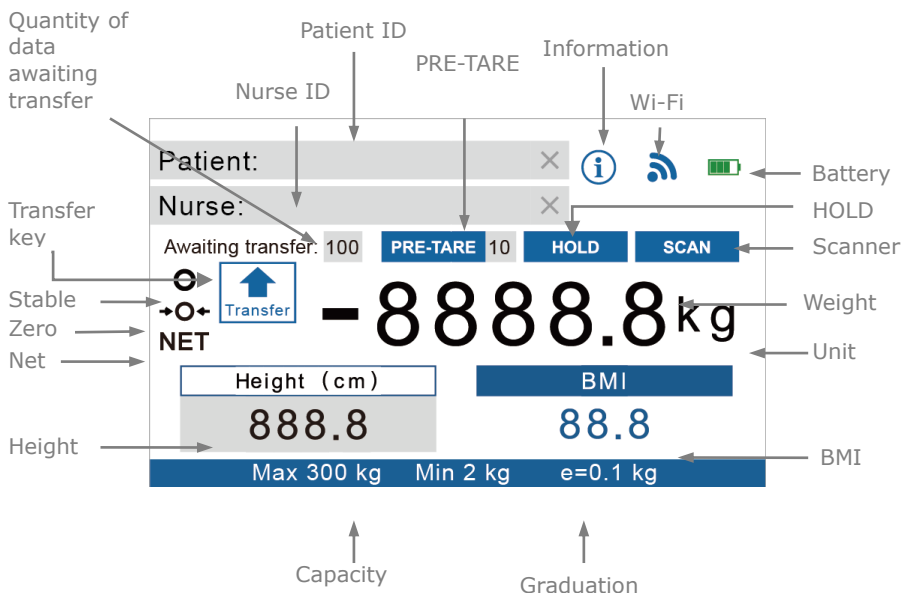 Quantity of
data
awaiting
transfer
Patient ID
Nurse ID
PRE-TARE
Information
Wi-Fi
Patient: ×
i
Battery
Nurse: ×
HOLD
Transfer
key
Awaiting transfer: 100 PRE-TARE 10 HOLD SCAN
Scanner
Transfer
-8888.8kg
Weight
Stable
→O←
Zero
NET
Net
Unit
Height (cm) BMI
888.8 88.8
Height
BMI
Max 300 kg Min 2 kg e=0.1 kg
Capacity
Graduation